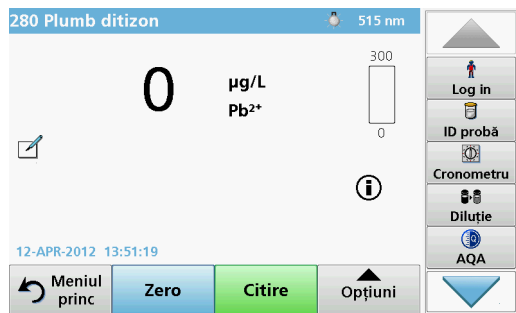 280 Plumb ditizon
515 nm
300
0
µg/L
Pb²⁺
0
12-APR-2012 13:51:19
Meniul
princ
Zero
Citire
Opțiuni
Log in
ID probă
Cronometru
Diluție
AQA